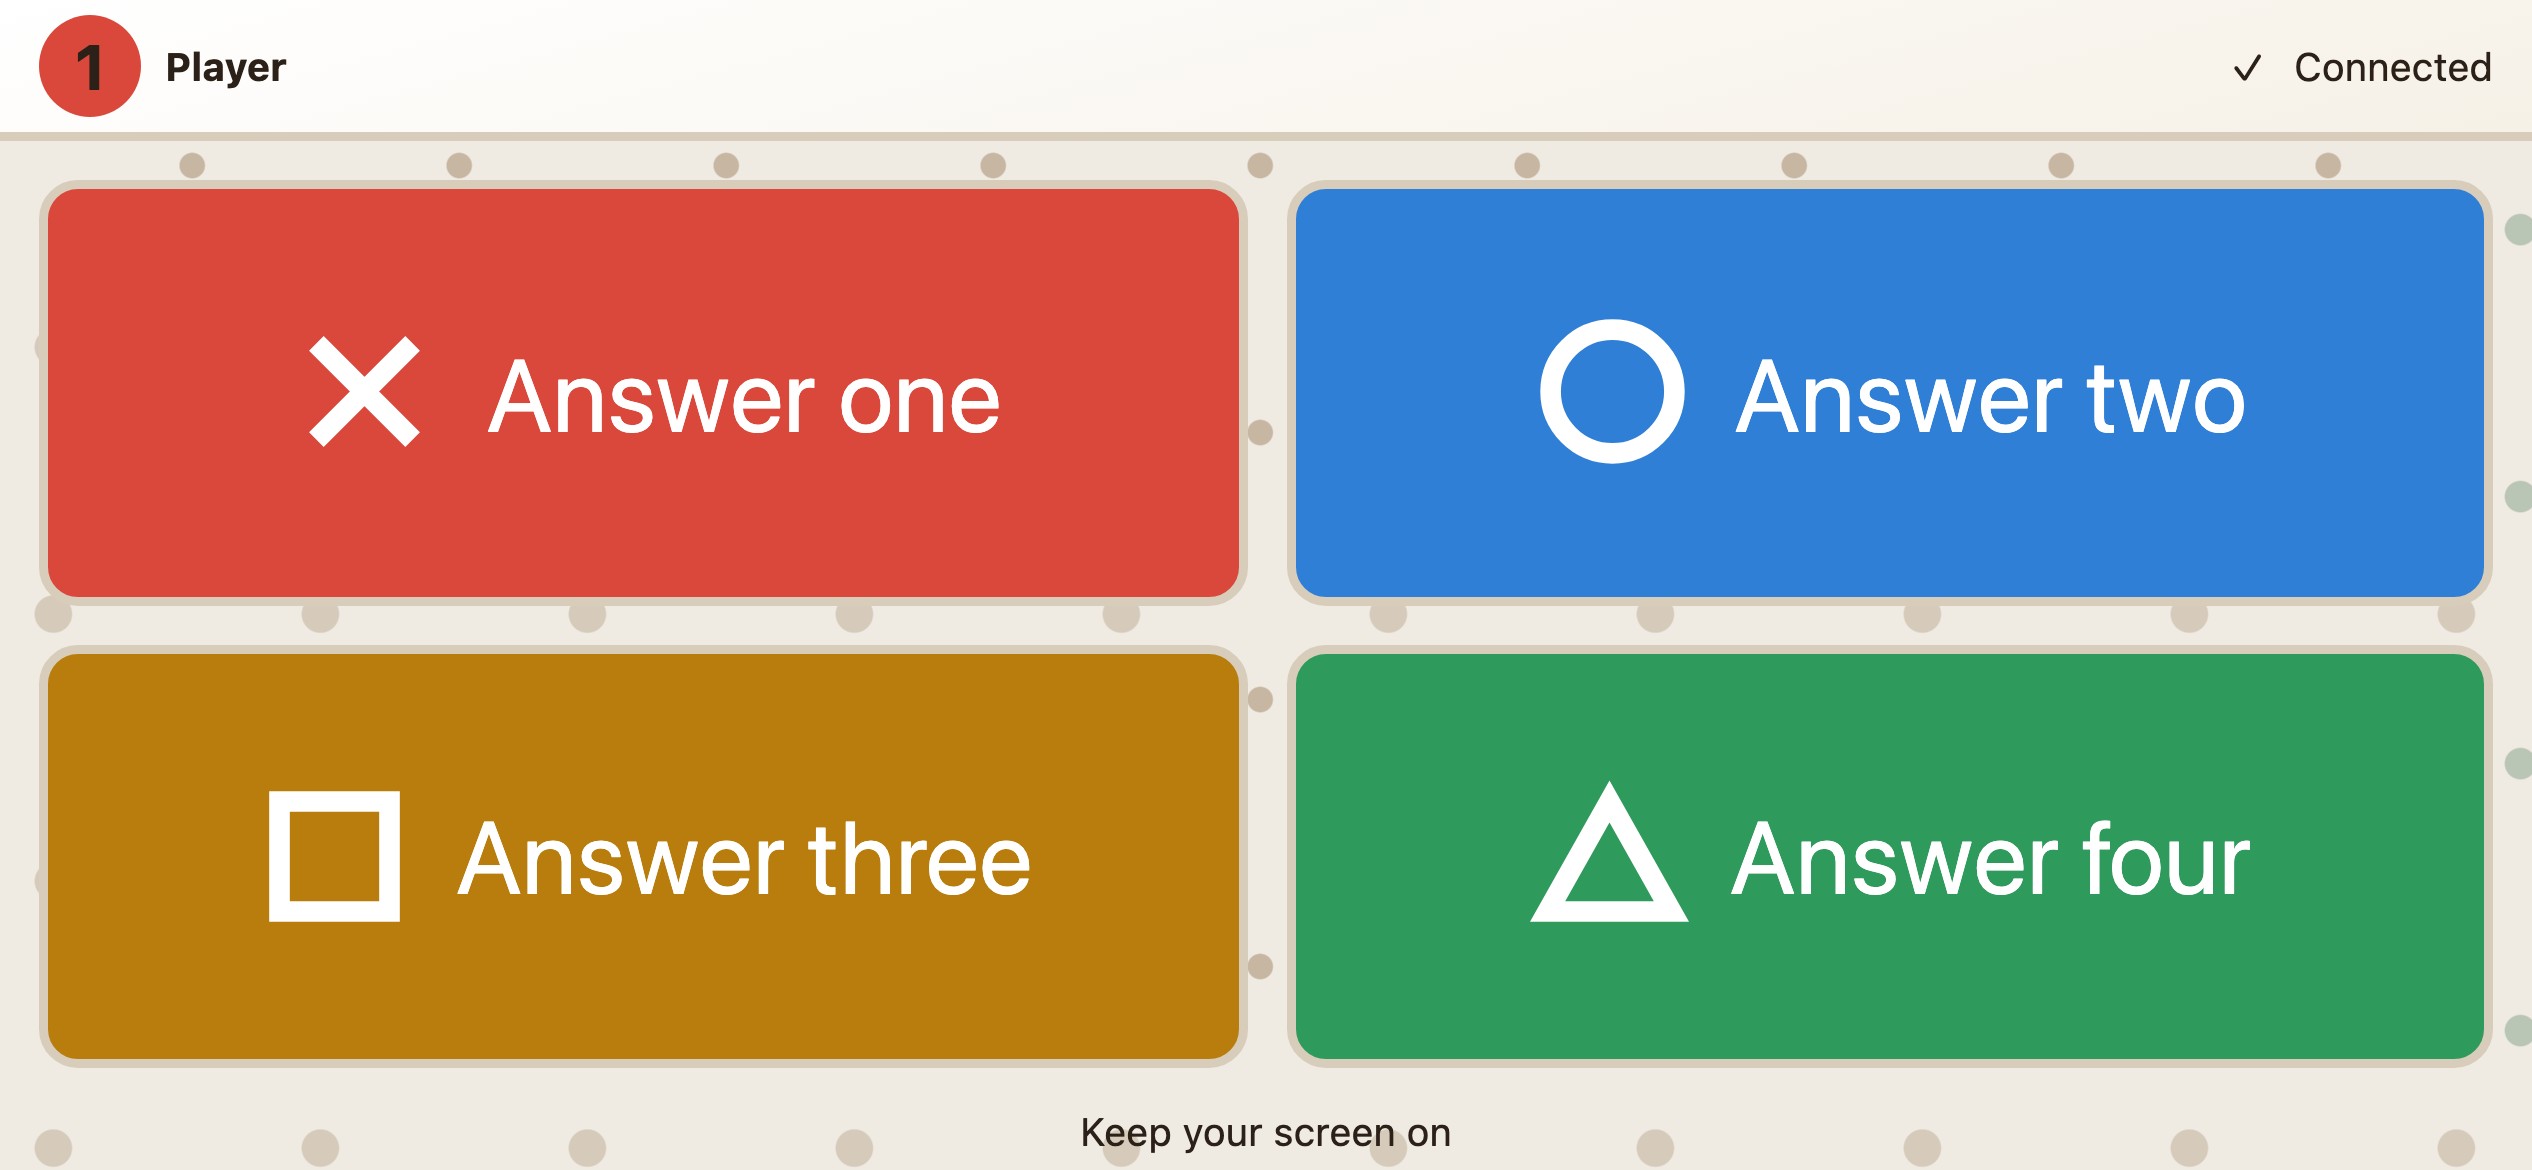 1 Player
✓ Connected
Answer one
Answer two
Answer three
Answer four
Keep your screen on